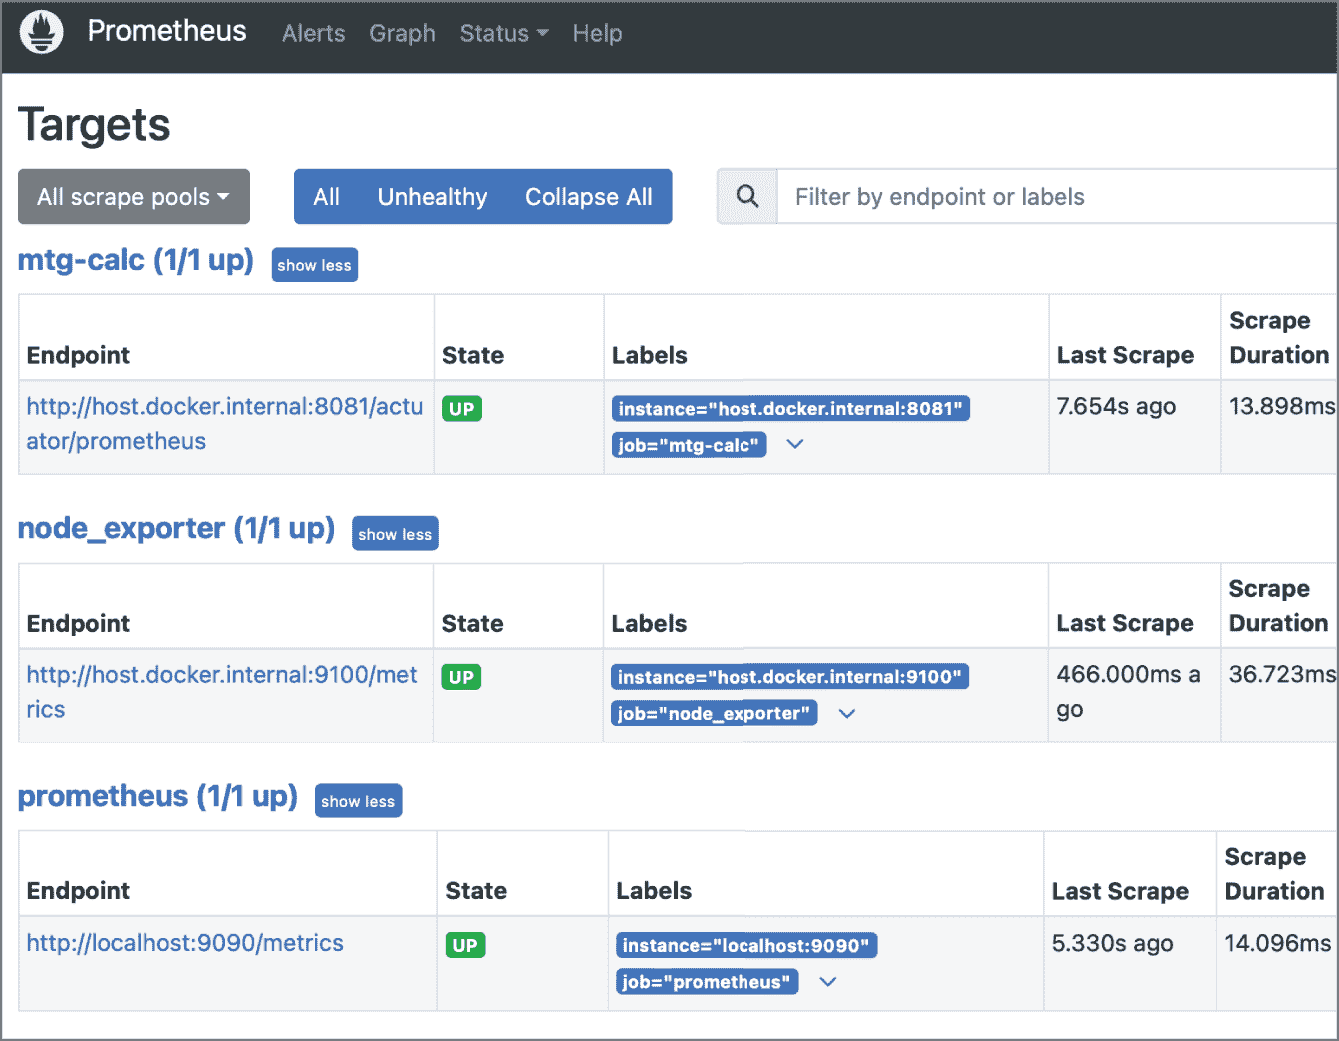 Prometheus Alerts Graph Status Help
Targets
All scrape pools All Unhealthy Collapse All Filter by endpoint or labels
mtg-calc (1/1 up) show less
Endpoint State Labels Last Scrape Scrape Duration
http://host.docker.internal:8081/actu
ator/prometheus
UP
instance="host.docker.internal:8081"
job="mtg-calc"
7.654s ago
13.898ms
node_exporter (1/1 up) show less
Endpoint State Labels Last Scrape Scrape Duration
http://host.docker.internal:9100/met
rics
UP
instance="host.docker.internal:9100"
job="node_exporter"
466.000ms a
go
36.723ms
prometheus (1/1 up) show less
Endpoint State Labels Last Scrape Scrape Duration
http://localhost:9090/metrics
UP
instance="localhost:9090"
job="prometheus"
5.330s ago
14.096ms